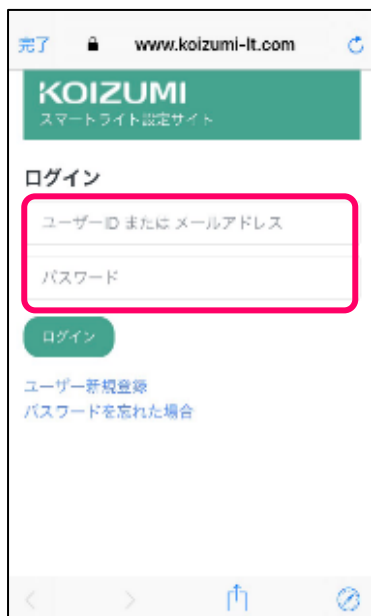 完了 www.koizumi-lt.com
KOIZUMI
スマートライト設定サイト
ログイン
ユーザーID または メールアドレス
パスワード
ログイン
ユーザー新規登録
パスワードを忘れた場合